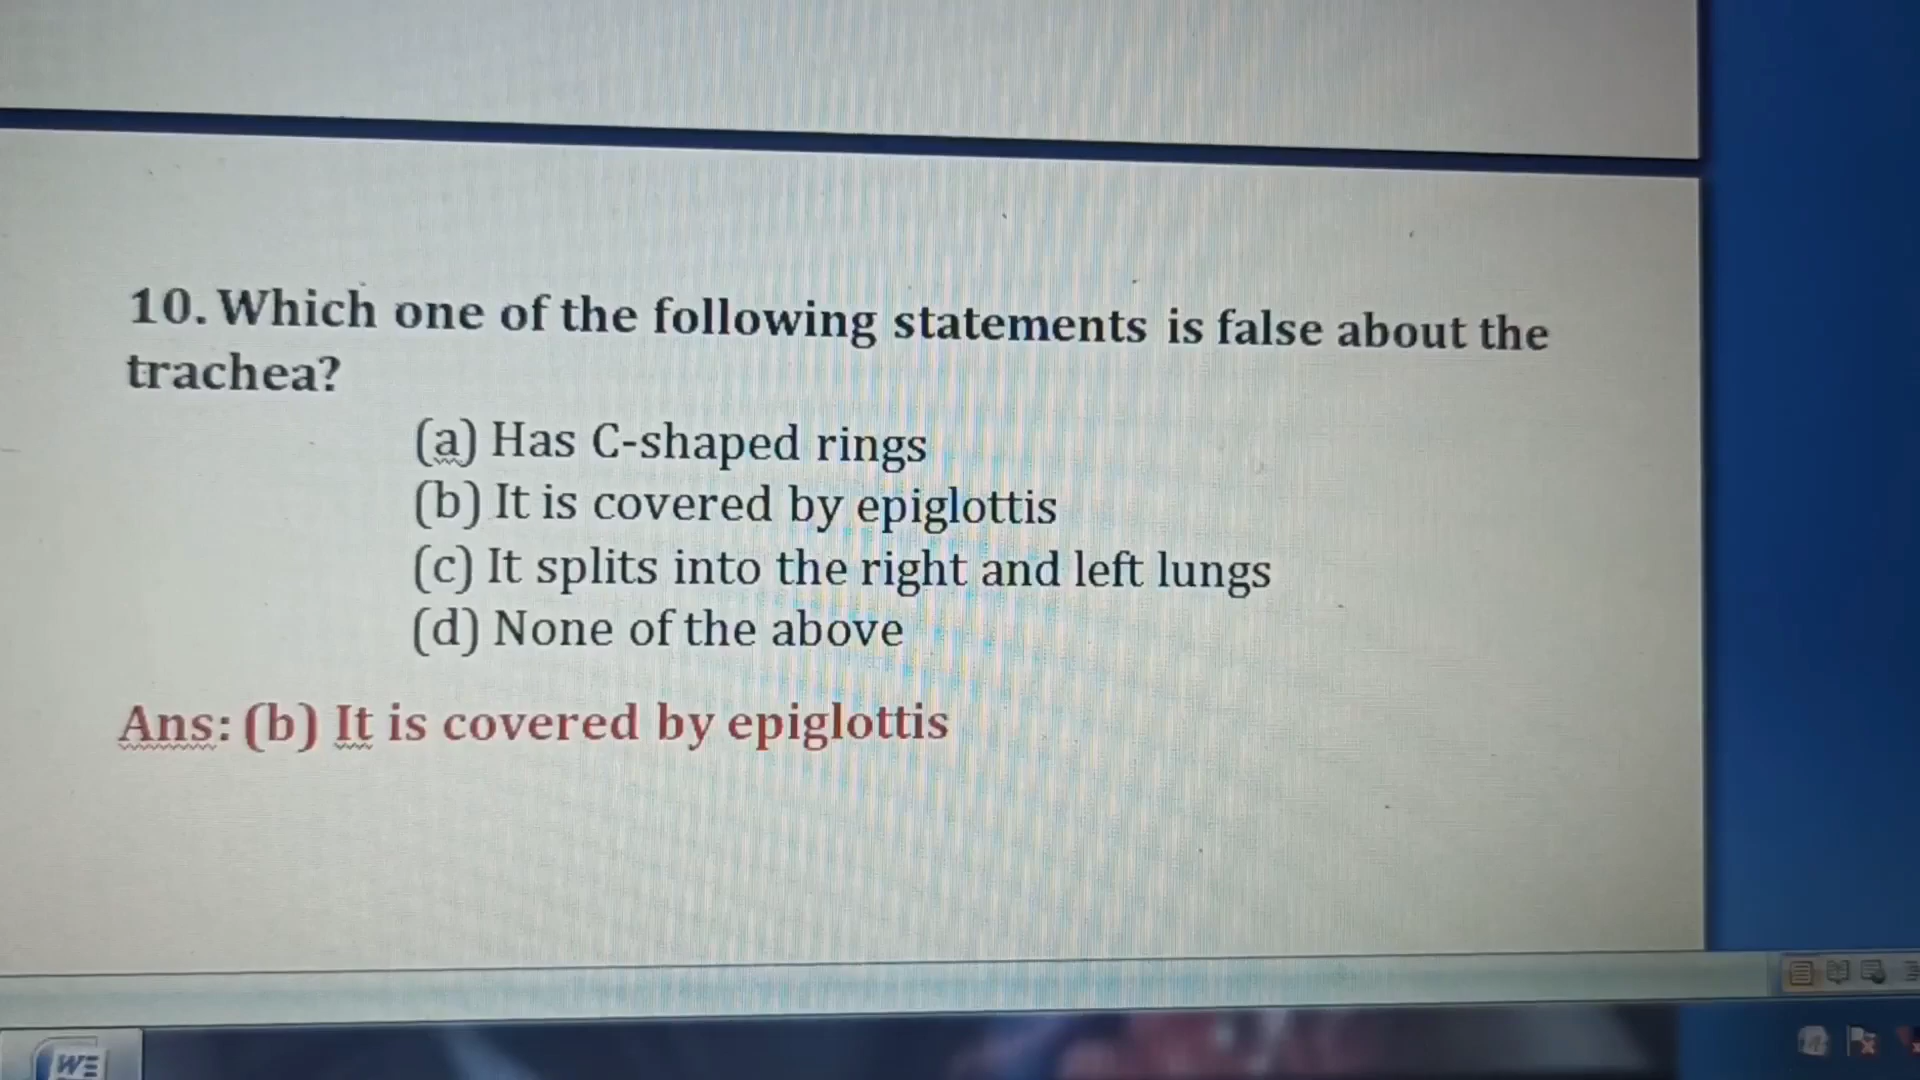 10. Which one of the following statements is false about the
trachea?
(a) Has C-shaped rings
(b) It is covered by epiglottis
(c) It splits into the right and left lungs
(d) None of the above
Ans: (b) It is covered by epiglottis
WE